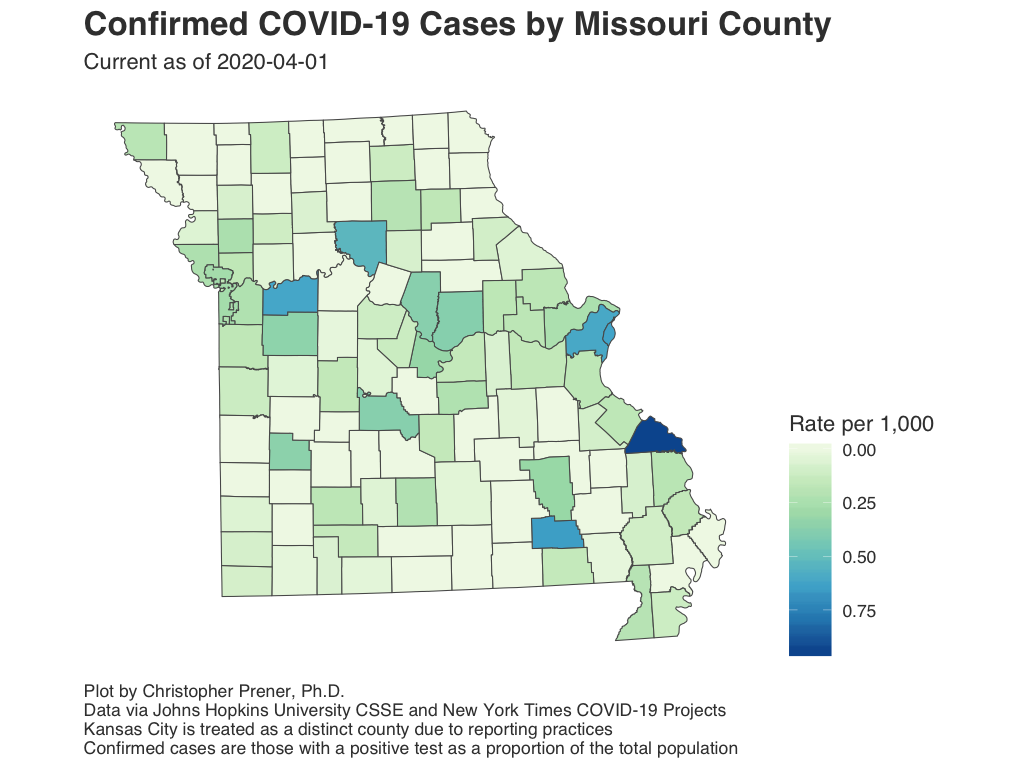 Confirmed COVID-19 Cases by Missouri County
Current as of 2020-04-01
Rate per 1,000
0.00
0.25
0.50
0.75
Plot by Christopher Prener, Ph.D.
Data via Johns Hopkins University CSSE and New York Times COVID-19 Projects
Kansas City is treated as a distinct county due to reporting practices
Confirmed cases are those with a positive test as a proportion of the total population